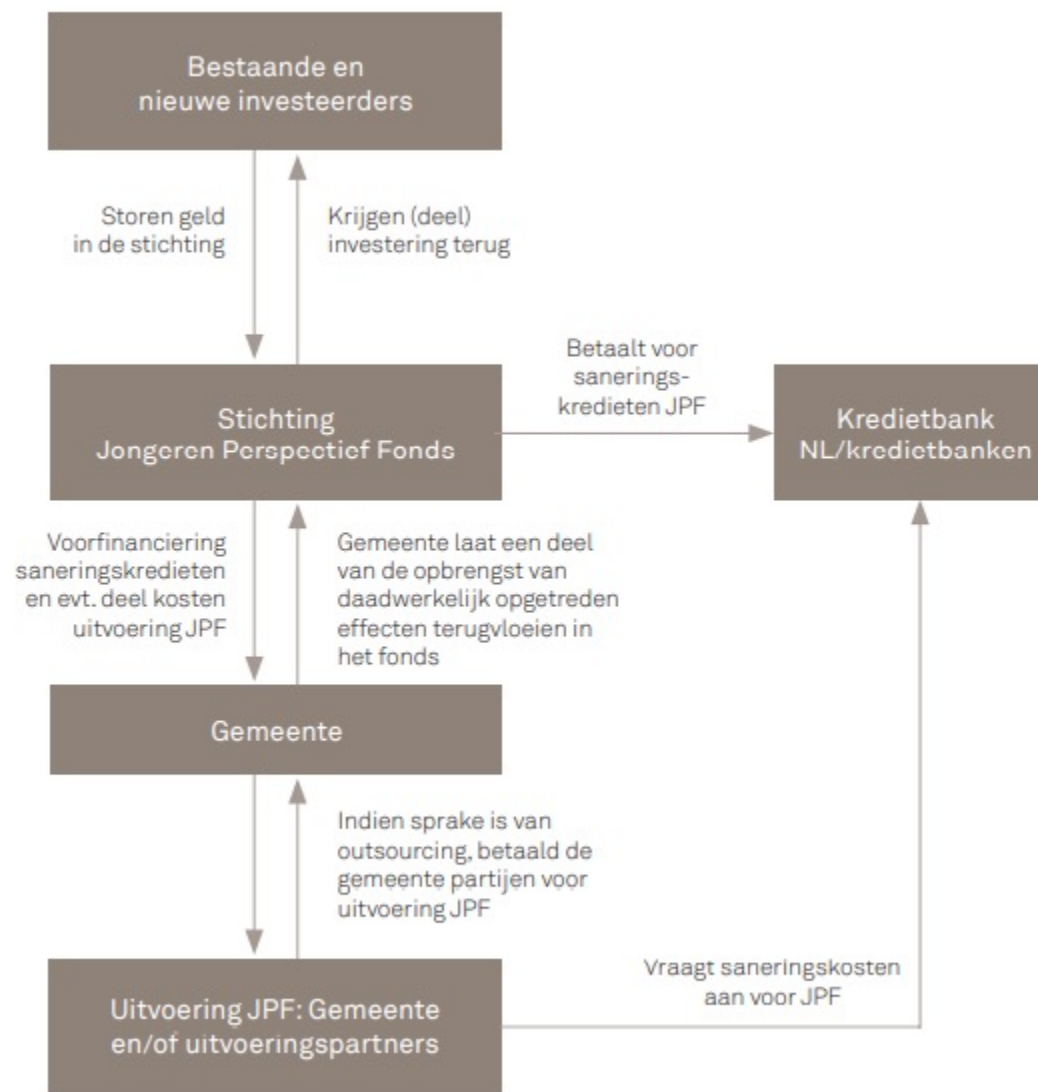 Bestaande en
nieuwe investeerders
Storen geld
in de stichting
Krijgen (deel)
investering terug
Stichting
Jongeren Perspectief Fonds
Betaalt voor
sanerings-
kredieten JPF
Kredietbank
NL/kredietbanken
Voorfinanciering
saneringskredieten
en evt. deel kosten
uitvoering JPF
Gemeente laat een deel
van de opbrengst van
daadwerkelijk opgetreden
effecten terugvloeien in
het fonds
Gemeente
Indien sprake is van
outsourcing, betaald de
gemeente partijen voor
uitvoering JPF
Uitvoering JPF: Gemeente
en/of uitvoeringspartners
Vraagt saneringskosten
aan voor JPF